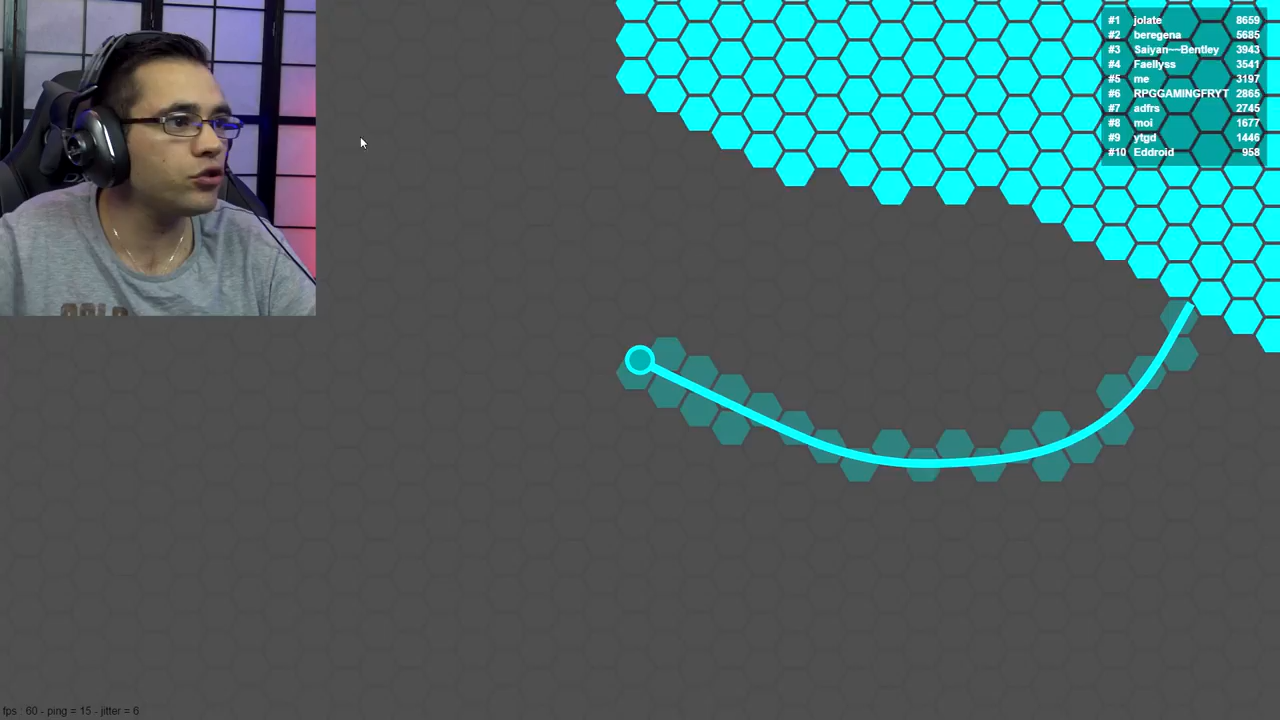 #1 jolate 8659
#2 beregena 5685
#3 Saiyan~~Bentley 3943
#4 Faellyss 3541
#5 me 3197
#6 RPGGAMINGFRYT 2865
#7 adfrs 2745
#8 moi 1677
#9 ytgd 1446
#10 Eddroid 958
fps : 60 - ping = 15 - jitter = 6